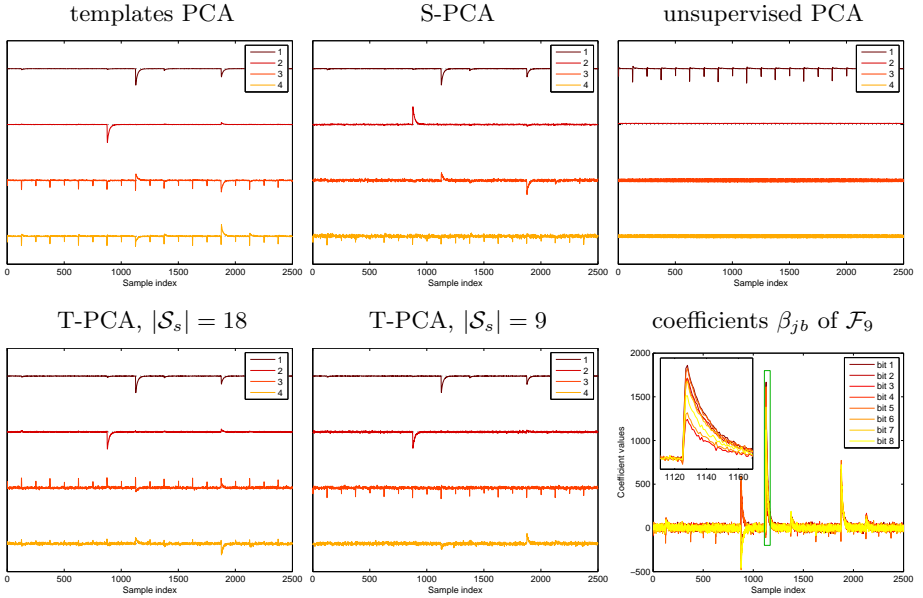 templates PCA
1
2
3
4
0 500 1000 1500 2000 2500
Sample index
S-PCA
1
2
3
4
0 500 1000 1500 2000 2500
Sample index
unsupervised PCA
1
2
3
4
0 500 1000 1500 2000 2500
Sample index
T-PCA, |𝒮ₛ| = 18
1
2
3
4
0 500 1000 1500 2000 2500
Sample index
T-PCA, |𝒮ₛ| = 9
1
2
3
4
0 500 1000 1500 2000 2500
Sample index
coefficients β_{jb} of ℱ₉
2000
1500
1000
500
0
−500
Coefficient values
1120 1140 1160
bit 1
bit 2
bit 3
bit 4
bit 5
bit 6
bit 7
bit 8
0 500 1000 1500 2000 2500
Sample index